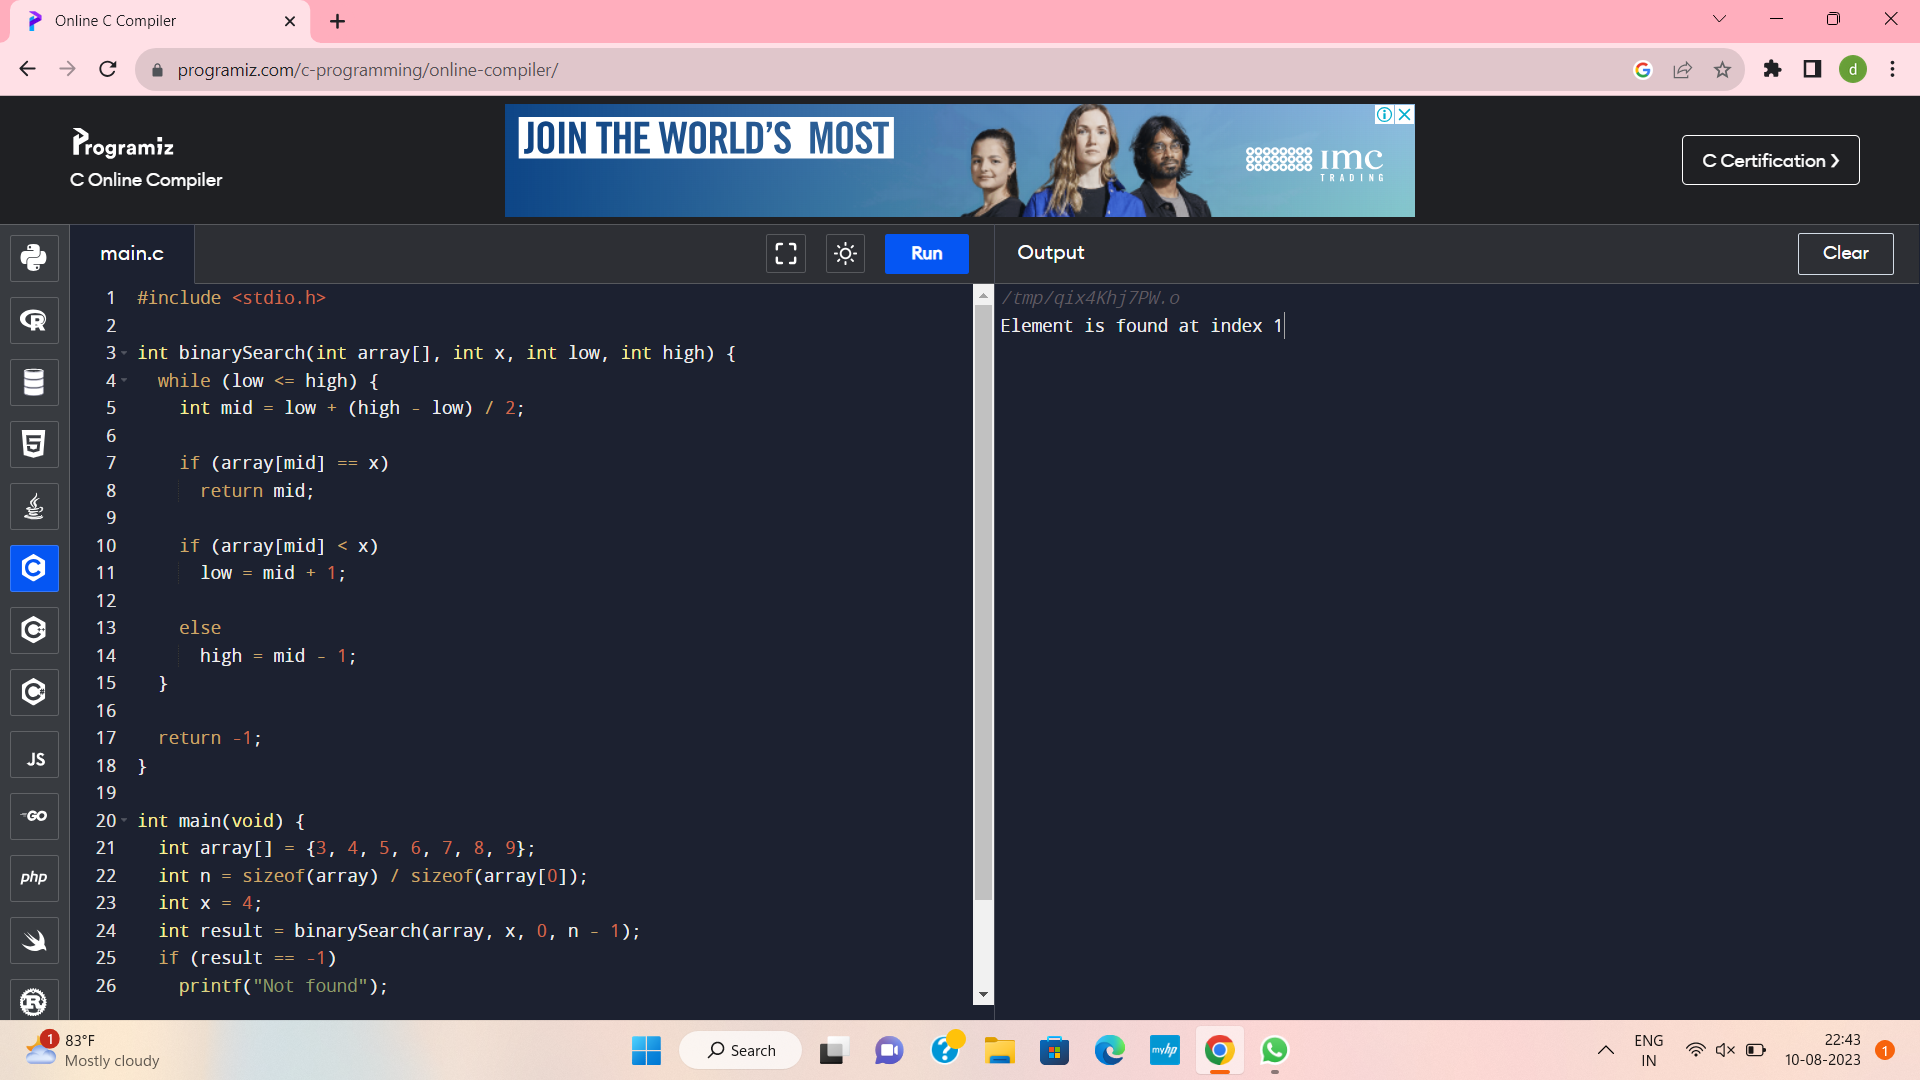 Online C Compiler
programiz.com/c-programming/online-compiler/
d
Programiz
C Online Compiler
JOIN THE WORLD'S MOST
imc
TRADING
C Certification ❯
main.c
Run
Output
Clear
1 #include <stdio.h>
2
3 int binarySearch(int array[], int x, int low, int high) {
4 while (low <= high) {
5 int mid = low + (high - low) / 2;
6
7 if (array[mid] == x)
8 return mid;
9
10 if (array[mid] < x)
11 low = mid + 1;
12
13 else
14 high = mid - 1;
15 }
16
17 return -1;
18 }
19
20 int main(void) {
21 int array[] = {3, 4, 5, 6, 7, 8, 9};
22 int n = sizeof(array) / sizeof(array[0]);
23 int x = 4;
24 int result = binarySearch(array, x, 0, n - 1);
25 if (result == -1)
26 printf("Not found");
/tmp/qix4Khj7PW.o
Element is found at index 1
JS
GO
php
1
83°F
Mostly cloudy
Search
myhp
ENG
IN
22:43
10-08-2023
1